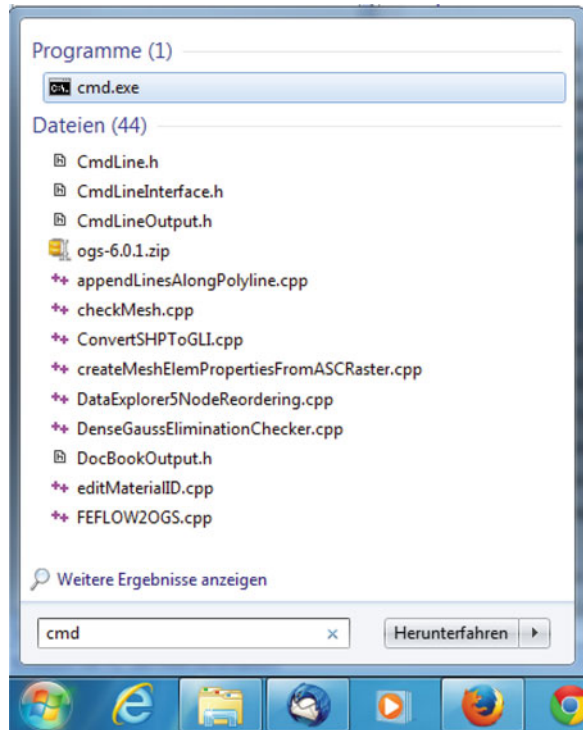 Programme (1)
cmd.exe
Dateien (44)
CmdLine.h
CmdLineInterface.h
CmdLineOutput.h
ogs-6.0.1.zip
appendLinesAlongPolyline.cpp
checkMesh.cpp
ConvertSHPToGLI.cpp
createMeshElemPropertiesFromASCRaster.cpp
DataExplorer5NodeReordering.cpp
DenseGaussEliminationChecker.cpp
DocBookOutput.h
editMaterialID.cpp
FEFLOW2OGS.cpp
Weitere Ergebnisse anzeigen
cmd
Herunterfahren